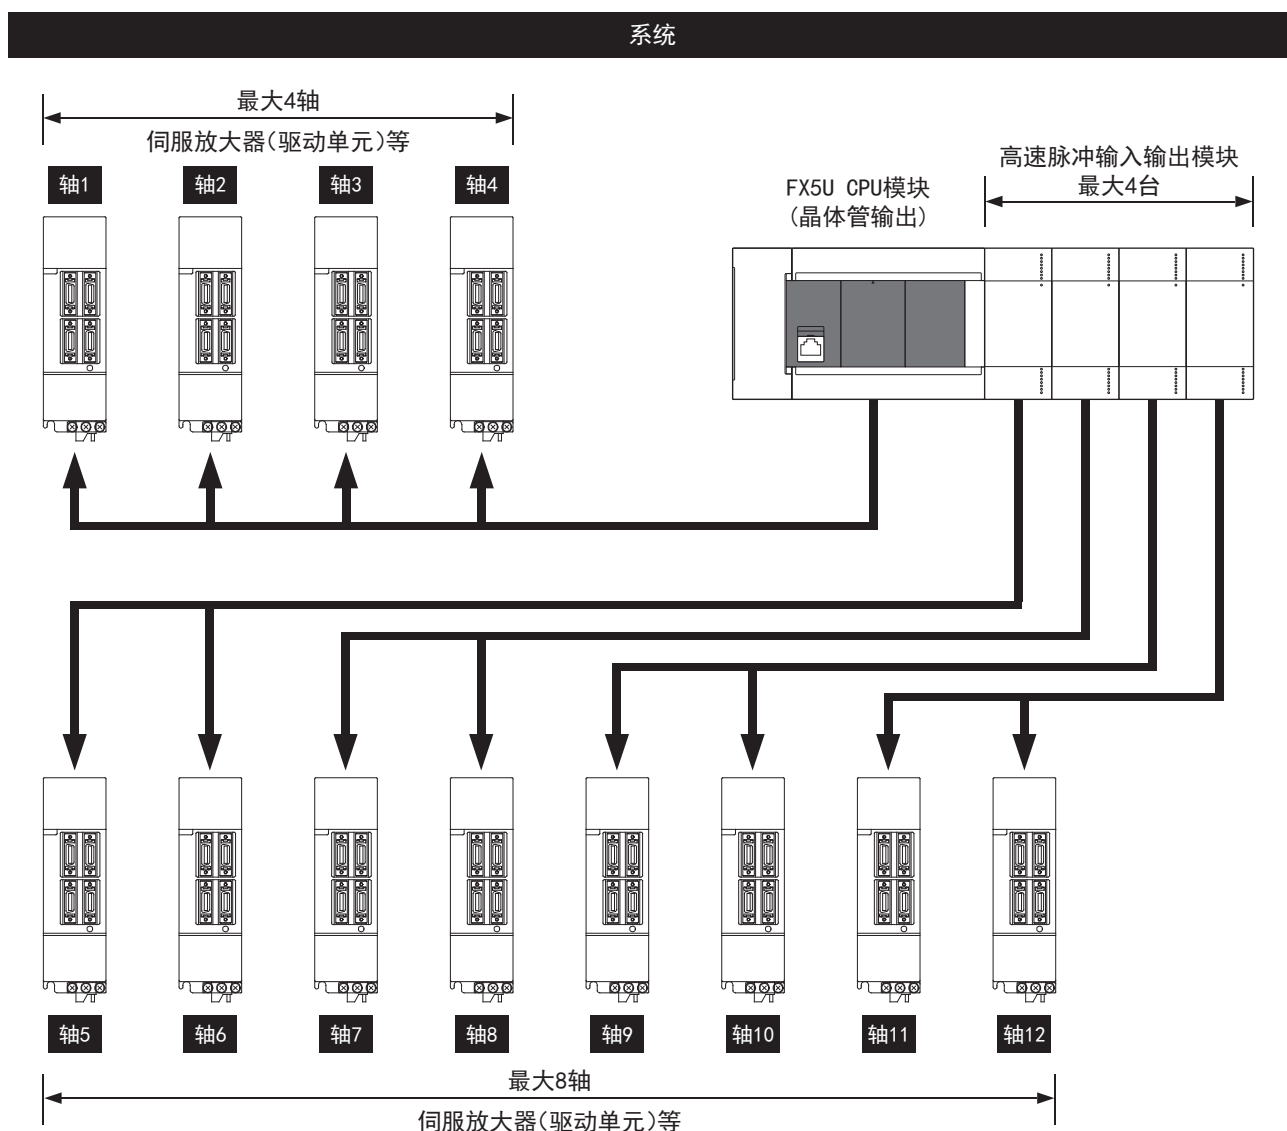 系统
最大4轴
伺服放大器(驱动单元)等
轴1
轴2
轴3
轴4
FX5U CPU模块
(晶体管输出)
高速脉冲输入输出模块
最大4台
轴5
轴6
轴7
轴8
轴9
轴10
轴11
轴12
最大8轴
伺服放大器(驱动单元)等